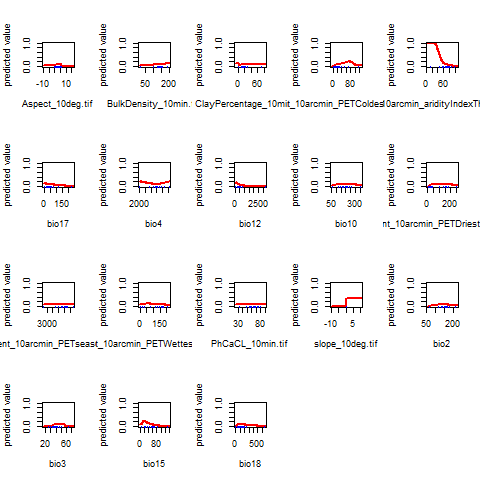 predicted value predicted value predicted value predicted value predicted value
0.0 1.0 0.0 1.0 0.0 1.0 0.0 1.0 0.0 1.0
-10 10 50 200 0 60 0 80 0 60
Aspect_10deg.tif BulkDensity_10min. ClayPercentage_10mit_10arcmin_PETColdes 10arcmin_aridityIndexTh
predicted value predicted value predicted value predicted value predicted value
0.0 1.0 0.0 1.0 0.0 1.0 0.0 1.0 0.0 1.0
0 150 2000 0 2500 50 300 0 200
bio17 bio4 bio12 bio10 nt_10arcmin_PETDriest
predicted value predicted value predicted value predicted value predicted value
0.0 1.0 0.0 1.0 0.0 1.0 0.0 1.0 0.0 1.0
3000 0 150 30 80 -10 5 50 200
ent_10arcmin_PETseast_10arcmin_PETWettes PhCaCL_10min.tif slope_10deg.tif bio2
predicted value predicted value predicted value
0.0 1.0 0.0 1.0 0.0 1.0
20 60 0 80 0 500
bio3 bio15 bio18